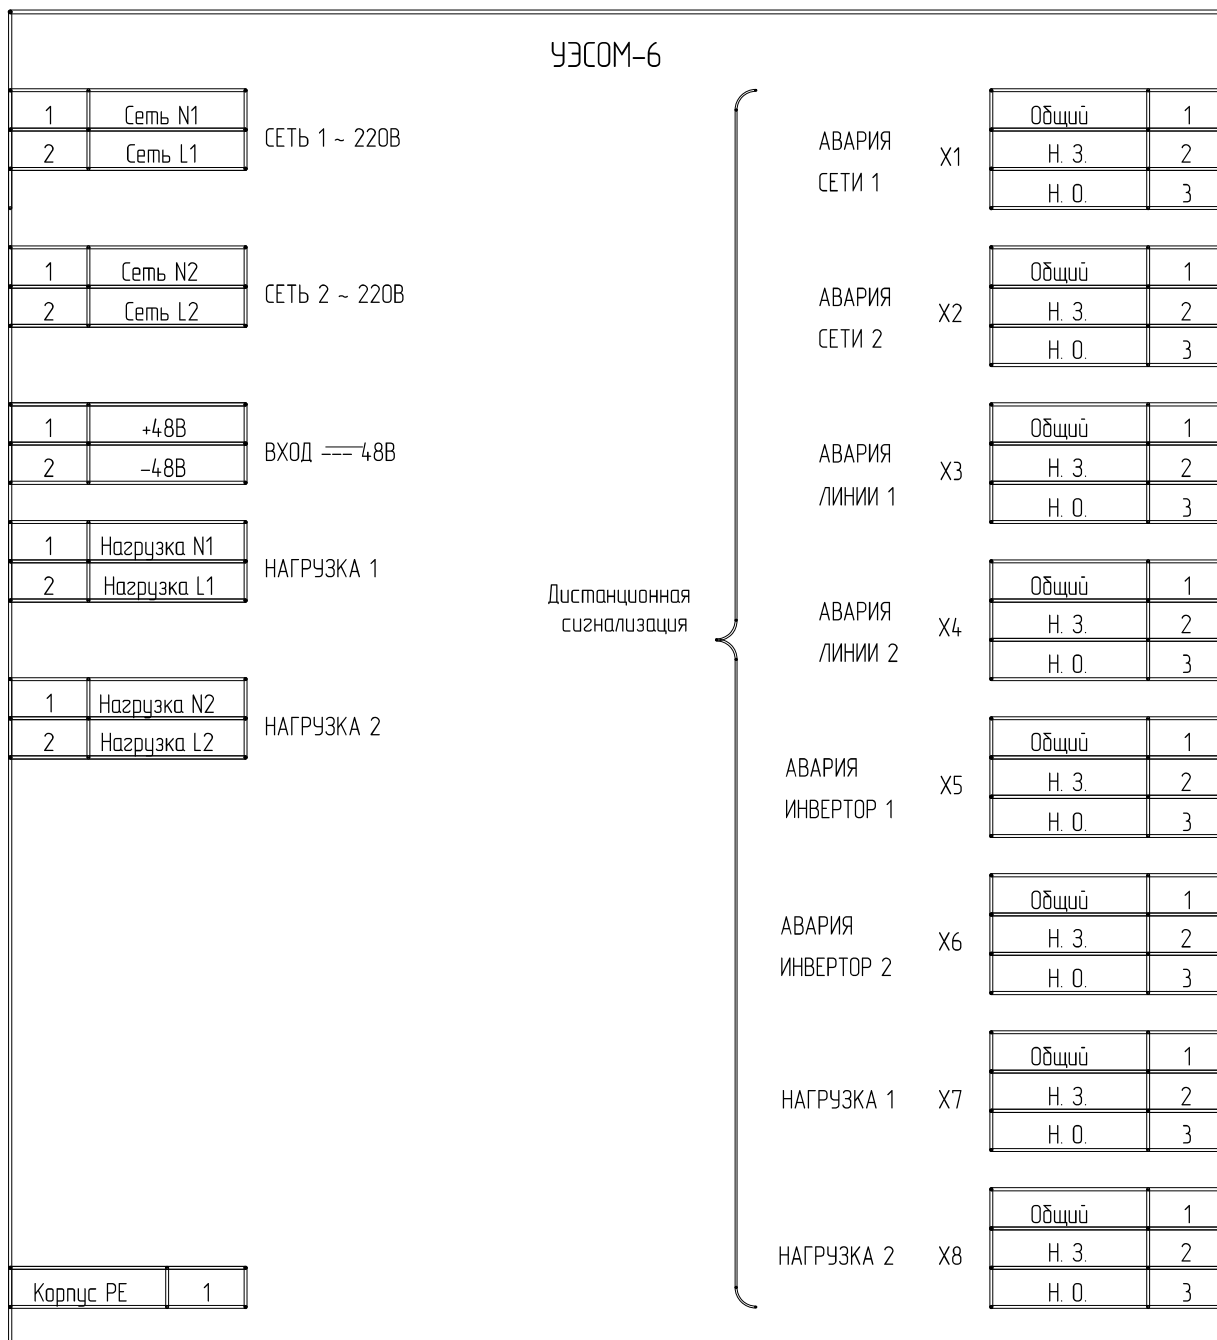 УЭСОМ-6
1 Сеть N1
2 Сеть L1
СЕТЬ 1 ~ 220В
1 Сеть N2
2 Сеть L2
СЕТЬ 2 ~ 220В
1 +48В
2 -48В
ВХОД 48В
1 Нагрузка N1
2 Нагрузка L1
НАГРУЗКА 1
1 Нагрузка N2
2 Нагрузка L2
НАГРУЗКА 2
Корпус PE 1
Дистанционная
сигнализация
АВАРИЯ
СЕТИ 1
X1
Общий 1
Н. З. 2
Н. О. 3
АВАРИЯ
СЕТИ 2
X2
Общий 1
Н. З. 2
Н. О. 3
АВАРИЯ
ЛИНИИ 1
X3
Общий 1
Н. З. 2
Н. О. 3
АВАРИЯ
ЛИНИИ 2
X4
Общий 1
Н. З. 2
Н. О. 3
АВАРИЯ
ИНВЕРТОР 1
X5
Общий 1
Н. З. 2
Н. О. 3
АВАРИЯ
ИНВЕРТОР 2
X6
Общий 1
Н. З. 2
Н. О. 3
НАГРУЗКА 1
X7
Общий 1
Н. З. 2
Н. О. 3
НАГРУЗКА 2
X8
Общий 1
Н. З. 2
Н. О. 3